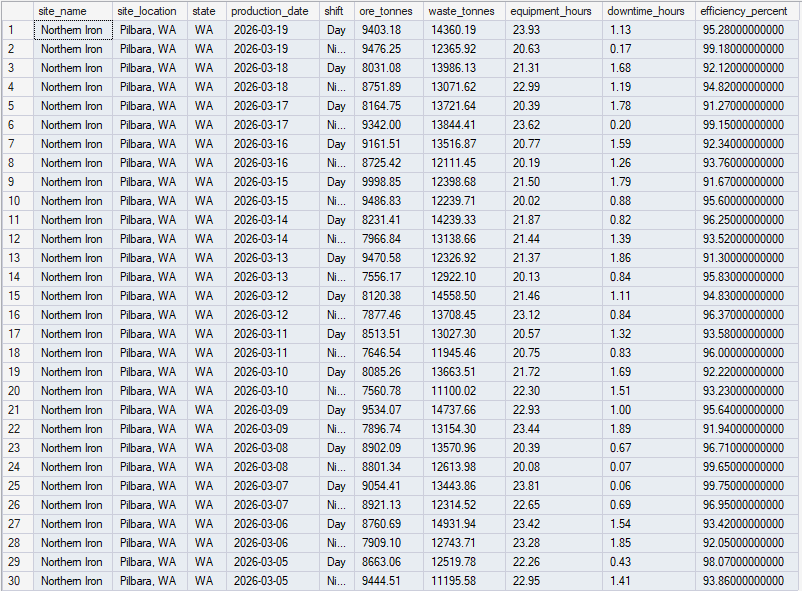 site_name site_location state production_date shift ore_tonnes waste_tonnes equipment_hours downtime_hours efficiency_percent
1 Northern Iron Pilbara, WA WA 2026-03-19 Day 9403.18 14360.19 23.93 1.13 95.28000000000
2 Northern Iron Pilbara, WA WA 2026-03-19 Ni... 9476.25 12365.92 20.63 0.17 99.18000000000
3 Northern Iron Pilbara, WA WA 2026-03-18 Day 8031.08 13986.13 21.31 1.68 92.12000000000
4 Northern Iron Pilbara, WA WA 2026-03-18 Ni... 8751.89 13071.62 22.99 1.19 94.82000000000
5 Northern Iron Pilbara, WA WA 2026-03-17 Day 8164.75 13721.64 20.39 1.78 91.27000000000
6 Northern Iron Pilbara, WA WA 2026-03-17 Ni... 9342.00 13844.41 23.62 0.20 99.15000000000
7 Northern Iron Pilbara, WA WA 2026-03-16 Day 9161.51 13516.87 20.77 1.59 92.34000000000
8 Northern Iron Pilbara, WA WA 2026-03-16 Ni... 8725.42 12111.45 20.19 1.26 93.76000000000
9 Northern Iron Pilbara, WA WA 2026-03-15 Day 9998.85 12398.68 21.50 1.79 91.67000000000
10 Northern Iron Pilbara, WA WA 2026-03-15 Ni... 9486.83 12239.71 20.02 0.88 95.60000000000
11 Northern Iron Pilbara, WA WA 2026-03-14 Day 8231.41 14239.33 21.87 0.82 96.25000000000
12 Northern Iron Pilbara, WA WA 2026-03-14 Ni... 7966.84 13138.66 21.44 1.39 93.52000000000
13 Northern Iron Pilbara, WA WA 2026-03-13 Day 9470.58 12326.92 21.37 1.86 91.30000000000
14 Northern Iron Pilbara, WA WA 2026-03-13 Ni... 7556.17 12922.10 20.13 0.84 95.83000000000
15 Northern Iron Pilbara, WA WA 2026-03-12 Day 8120.38 14558.50 21.46 1.11 94.83000000000
16 Northern Iron Pilbara, WA WA 2026-03-12 Ni... 7877.46 13708.45 23.12 0.84 96.37000000000
17 Northern Iron Pilbara, WA WA 2026-03-11 Day 8513.51 13027.30 20.57 1.32 93.58000000000
18 Northern Iron Pilbara, WA WA 2026-03-11 Ni... 7646.54 11945.46 20.75 0.83 96.00000000000
19 Northern Iron Pilbara, WA WA 2026-03-10 Day 8085.26 13663.51 21.72 1.69 92.22000000000
20 Northern Iron Pilbara, WA WA 2026-03-10 Ni... 7560.78 11100.02 22.30 1.51 93.23000000000
21 Northern Iron Pilbara, WA WA 2026-03-09 Day 9534.07 14737.66 22.93 1.00 95.64000000000
22 Northern Iron Pilbara, WA WA 2026-03-09 Ni... 7896.74 13154.30 23.44 1.89 91.94000000000
23 Northern Iron Pilbara, WA WA 2026-03-08 Day 8902.09 13570.96 20.39 0.67 96.71000000000
24 Northern Iron Pilbara, WA WA 2026-03-08 Ni... 8801.34 12613.98 20.08 0.07 99.65000000000
25 Northern Iron Pilbara, WA WA 2026-03-07 Day 9054.41 13443.86 23.81 0.06 99.75000000000
26 Northern Iron Pilbara, WA WA 2026-03-07 Ni... 8921.13 12314.52 22.65 0.69 96.95000000000
27 Northern Iron Pilbara, WA WA 2026-03-06 Day 8760.69 14931.94 23.42 1.54 93.42000000000
28 Northern Iron Pilbara, WA WA 2026-03-06 Ni... 7909.10 12743.71 23.28 1.85 92.05000000000
29 Northern Iron Pilbara, WA WA 2026-03-05 Day 8663.06 12519.78 22.26 0.43 98.07000000000
30 Northern Iron Pilbara, WA WA 2026-03-05 Ni... 9444.51 11195.58 22.95 1.41 93.86000000000